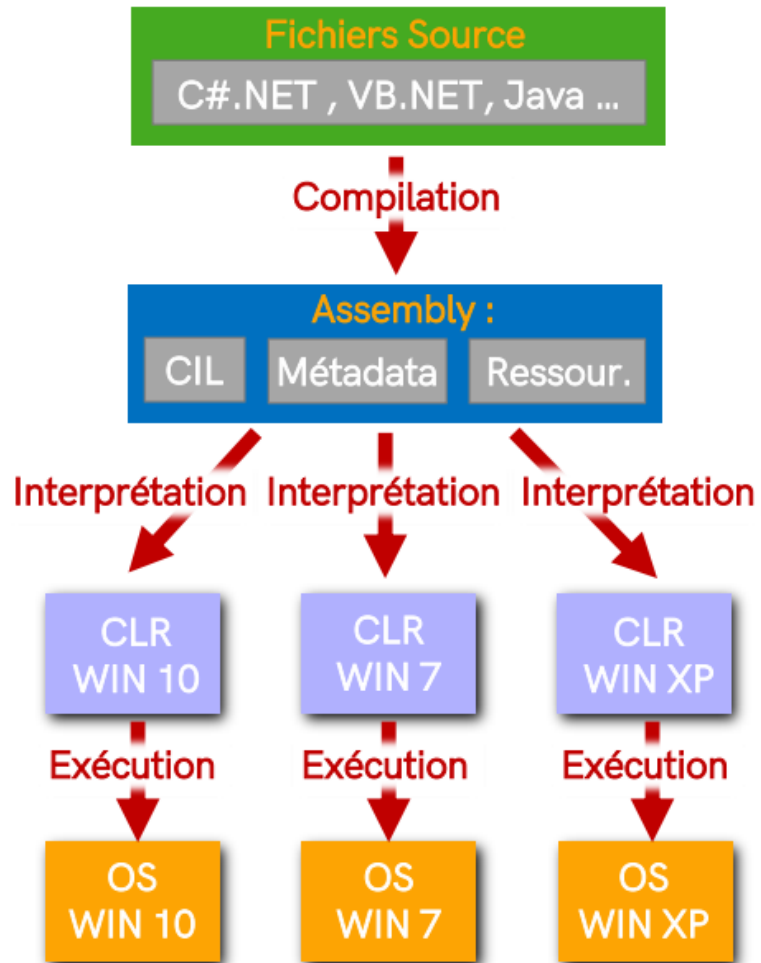 Fichiers Source
C#.NET , VB.NET, Java ...
Compilation
Assembly :
CIL Métadata Ressour.
Interprétation Interprétation Interprétation
CLR
WIN 10
CLR
WIN 7
CLR
WIN XP
Exécution Exécution Exécution
OS
WIN 10
OS
WIN 7
OS
WIN XP